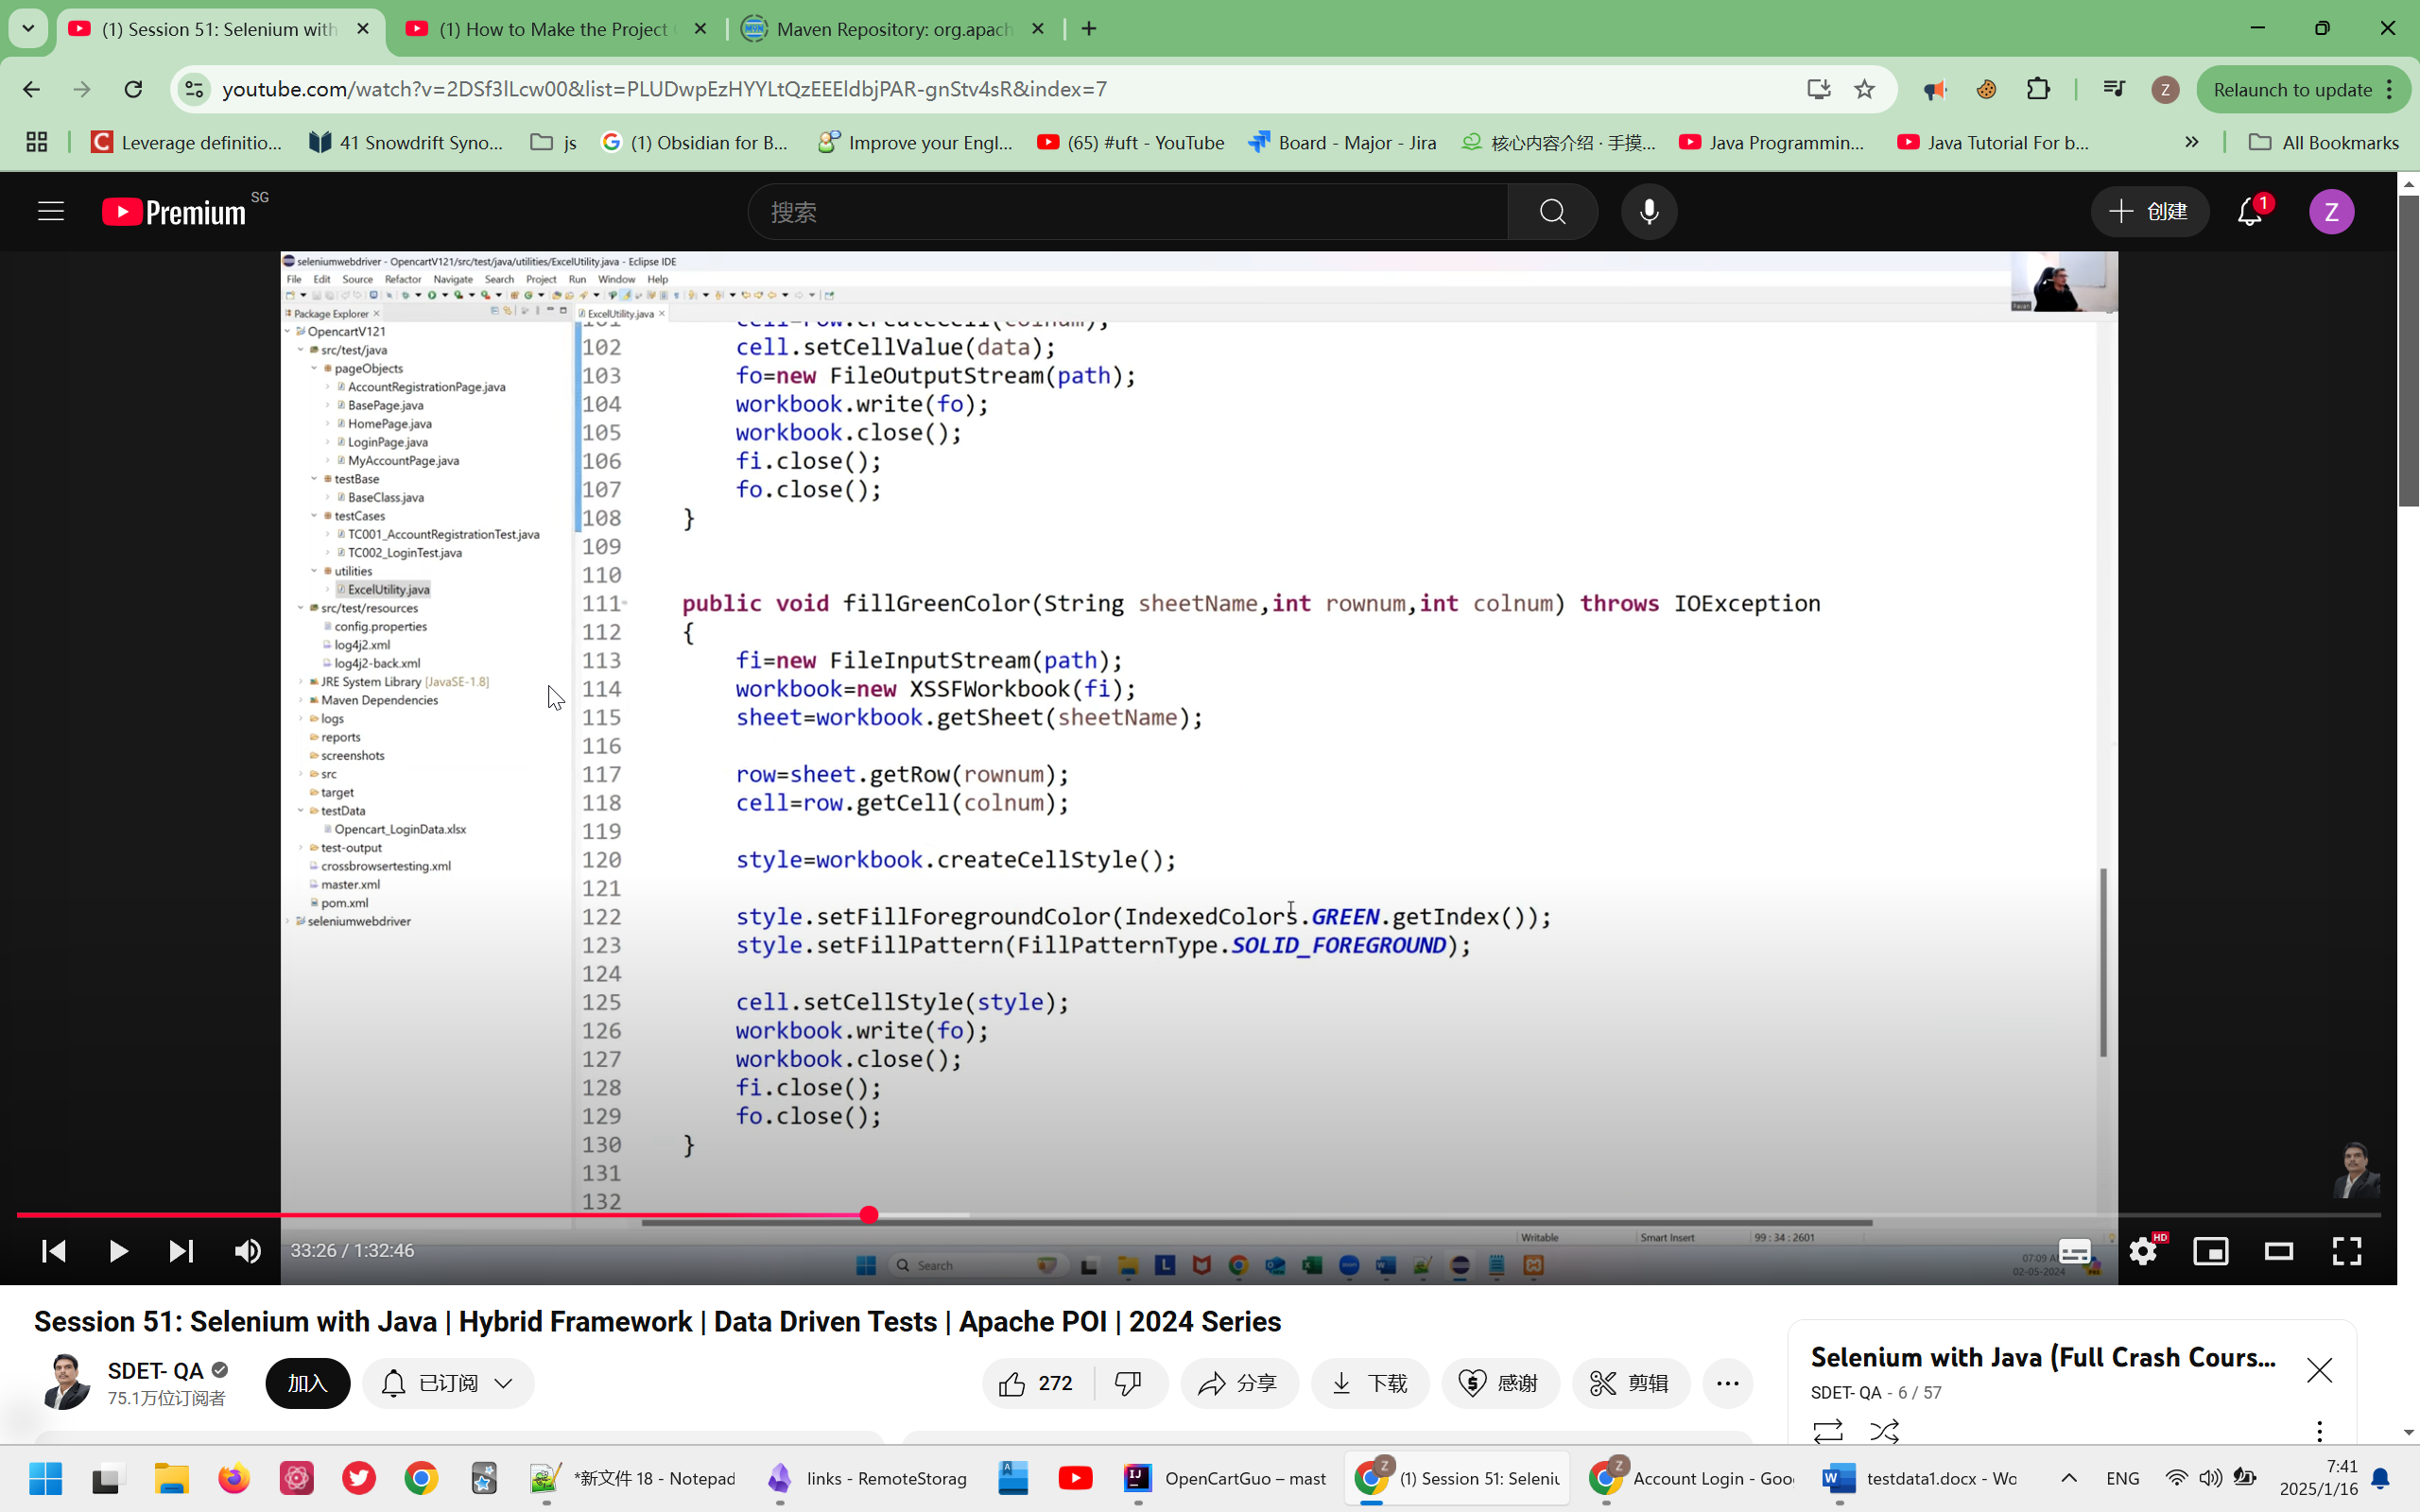 (1) Session 51: Selenium with
(1) How to Make the Project
Maven Repository: org.apach
youtube.com/watch?v=2DSf3lLcw00&list=PLUDwpEzHYYLtQzEEEldbjPAR-gnStv4sR&index=7
Z
Relaunch to update
Leverage definitio...
41 Snowdrift Syno...
js
(1) Obsidian for B...
Improve your Engl...
(65) #uft - YouTube
Board - Major - Jira
核心内容介绍 · 手摸...
Java Programmin...
Java Tutorial For b...
All Bookmarks
Premium SG
搜索
创建
1
Z
seleniumwebdriver - OpencartV121/src/test/java/utilities/ExcelUtility.java - Eclipse IDE
File Edit Source Refactor Navigate Search Project Run Window Help
Package Explorer
ExcelUtility.java
OpencartV121
src/test/java
pageObjects
AccountRegistrationPage.java
BasePage.java
HomePage.java
LoginPage.java
MyAccountPage.java
testBase
BaseClass.java
testCases
TC001_AccountRegistrationTest.java
TC002_LoginTest.java
utilities
ExcelUtility.java
src/test/resources
config.properties
log4j2.xml
log4j2-back.xml
JRE System Library [JavaSE-1.8]
Maven Dependencies
logs
reports
screenshots
src
target
testData
Opencart_LoginData.xlsx
test-output
crossbrowsertesting.xml
master.xml
pom.xml
seleniumwebdriver
101 cell=row.createCell(colnum);
102 cell.setCellValue(data);
103 fo=new FileOutputStream(path);
104 workbook.write(fo);
105 workbook.close();
106 fi.close();
107 fo.close();
108 }
109
110
111 public void fillGreenColor(String sheetName,int rownum,int colnum) throws IOException
112 {
113 fi=new FileInputStream(path);
114 workbook=new XSSFWorkbook(fi);
115 sheet=workbook.getSheet(sheetName);
116
117 row=sheet.getRow(rownum);
118 cell=row.getCell(colnum);
119
120 style=workbook.createCellStyle();
121
122 style.setFillForegroundColor(IndexedColors.GREEN.getIndex());
123 style.setFillPattern(FillPatternType.SOLID_FOREGROUND);
124
125 cell.setCellStyle(style);
126 workbook.write(fo);
127 workbook.close();
128 fi.close();
129 fo.close();
130 }
131
132
Writable Smart Insert 99 : 34 : 2601
Search
02-05-2024
33:26 / 1:32:46
HD
Session 51: Selenium with Java | Hybrid Framework | Data Driven Tests | Apache POI | 2024 Series
SDET- QA
75.1万位订阅者
加入
已订阅
272
分享
下载
感谢
剪辑
Selenium with Java (Full Crash Cours...
SDET- QA - 6 / 57
*新文件 18 - Notepad
links - RemoteStorag
OpenCartGuo – mast
(1) Session 51: Seleniu
Account Login - Goo
testdata1.docx - Wo
ENG
7:41
2025/1/16